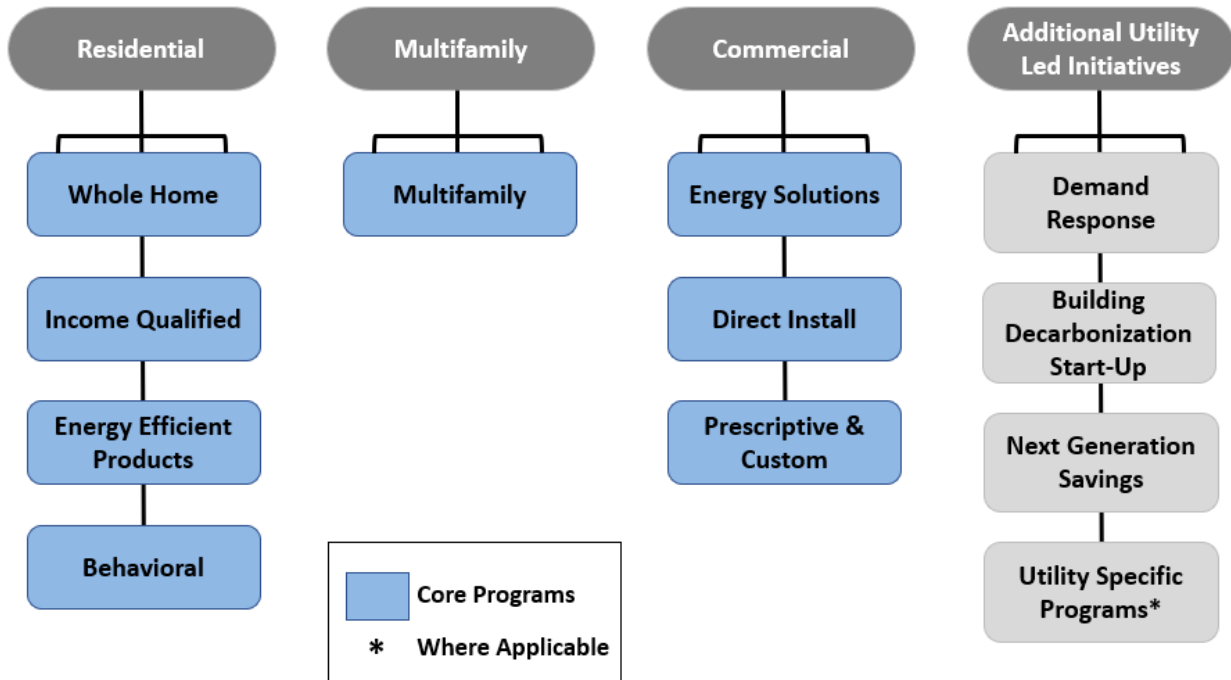 Residential
Whole Home
Income Qualified
Energy Efficient
Products
Behavioral
Multifamily
Multifamily
Commercial
Energy Solutions
Direct Install
Prescriptive &
Custom
Additional Utility
Led Initiatives
Demand
Response
Building
Decarbonization
Start-Up
Next Generation
Savings
Utility Specific
Programs*
Core Programs
* Where Applicable